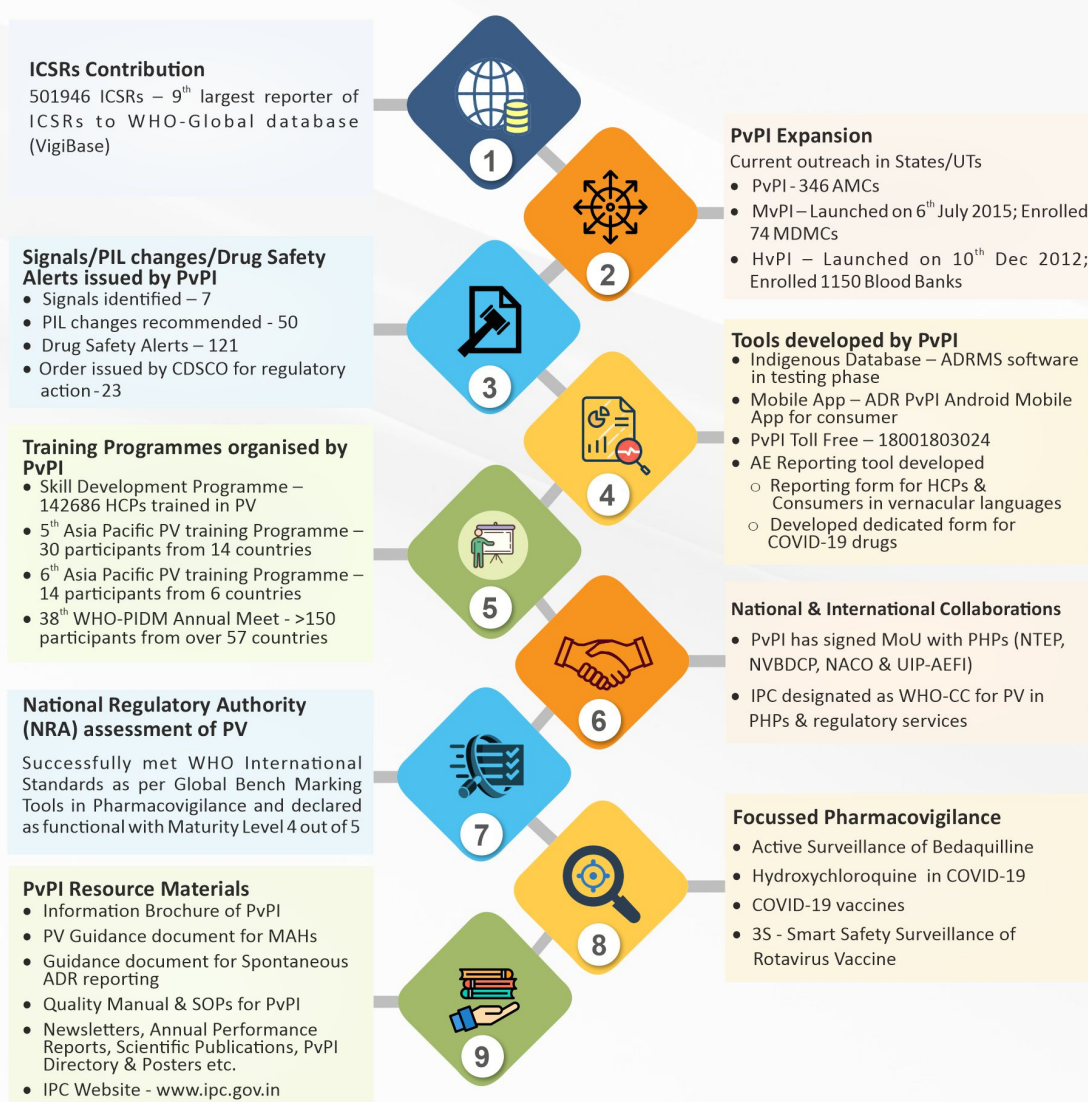 ICSRs Contribution
501946 ICSRs – 9th largest reporter of
ICSRs to WHO-Global database
(VigiBase)
1
PvPI Expansion
Current outreach in States/UTs
• PvPI - 346 AMCs
• MvPI – Launched on 6th July 2015; Enrolled
74 MDMCs
• HvPI – Launched on 10th Dec 2012;
Enrolled 1150 Blood Banks
2
Signals/PIL changes/Drug Safety
Alerts issued by PvPI
• Signals identified – 7
• PIL changes recommended - 50
• Drug Safety Alerts – 121
• Order issued by CDSCO for regulatory
action - 23
3
Tools developed by PvPI
• Indigenous Database – ADRMS software
in testing phase
• Mobile App – ADR PvPI Android Mobile
App for consumer
• PvPI Toll Free – 18001803024
• AE Reporting tool developed
○ Reporting form for HCPs &
Consumers in vernacular languages
○ Developed dedicated form for
COVID-19 drugs
4
Training Programmes organised by
PvPI
• Skill Development Programme –
142686 HCPs trained in PV
• 5th Asia Pacific PV training Programme –
30 participants from 14 countries
• 6th Asia Pacific PV training Programme –
14 participants from 6 countries
• 38th WHO-PIDM Annual Meet - >150
participants from over 57 countries
5
National & International Collaborations
• PvPI has signed MoU with PHPs (NTEP,
NVBDCP, NACO & UIP-AEFI)
• IPC designated as WHO-CC for PV in
PHPs & regulatory services
6
National Regulatory Authority
(NRA) assessment of PV
Successfully met WHO International
Standards as per Global Bench Marking
Tools in Pharmacovigilance and declared
as functional with Maturity Level 4 out of 5
7
Focussed Pharmacovigilance
• Active Surveillance of Bedaquilline
• Hydroxychloroquine in COVID-19
• COVID-19 vaccines
• 3S - Smart Safety Surveillance of
Rotavirus Vaccine
8
PvPI Resource Materials
• Information Brochure of PvPI
• PV Guidance document for MAHs
• Guidance document for Spontaneous
ADR reporting
• Quality Manual & SOPs for PvPI
• Newsletters, Annual Performance
Reports, Scientific Publications, PvPI
Directory & Posters etc.
• IPC Website - www.ipc.gov.in
9